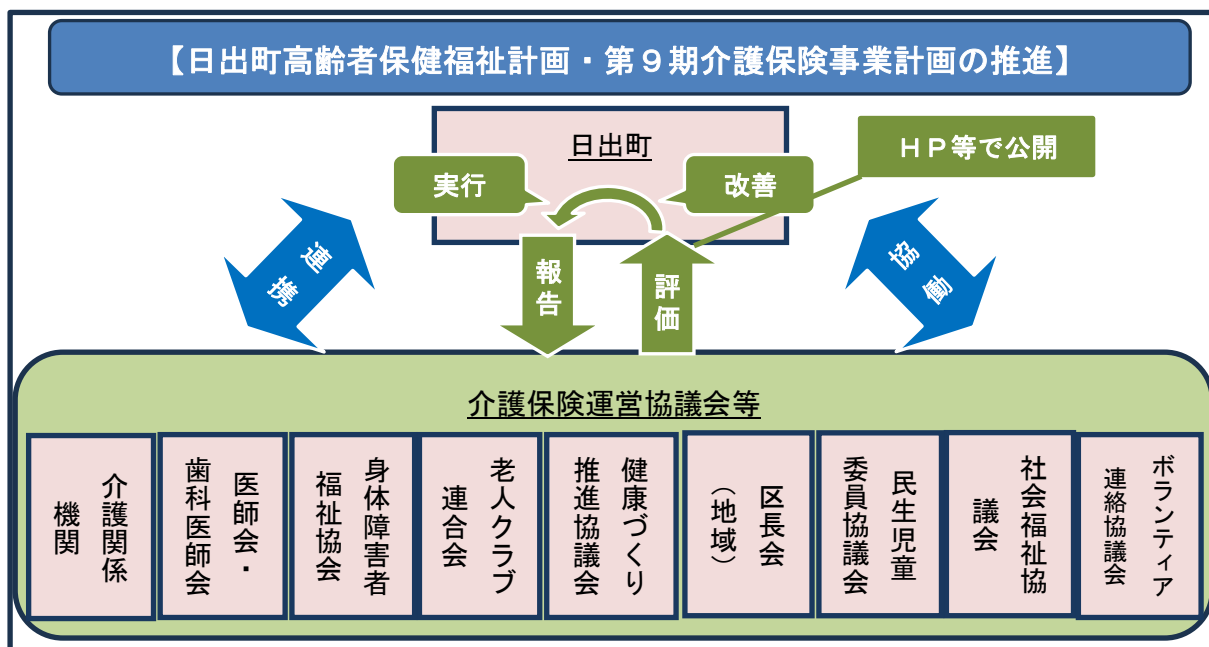 【日出町高齢者保健福祉計画・第９期介護保険事業計画の推進】
日出町
ＨＰ等で公開
実行
改善
連携
報告
評価
協働
介護保険運営協議会等
介護関係
機関
医師会・
歯科医師会
身体障害者
福祉協会
老人クラブ
連合会
健康づくり
推進協議会
区長会
（地域）
民生児童
委員協議会
社会福祉協
議会
ボランティア
連絡協議会